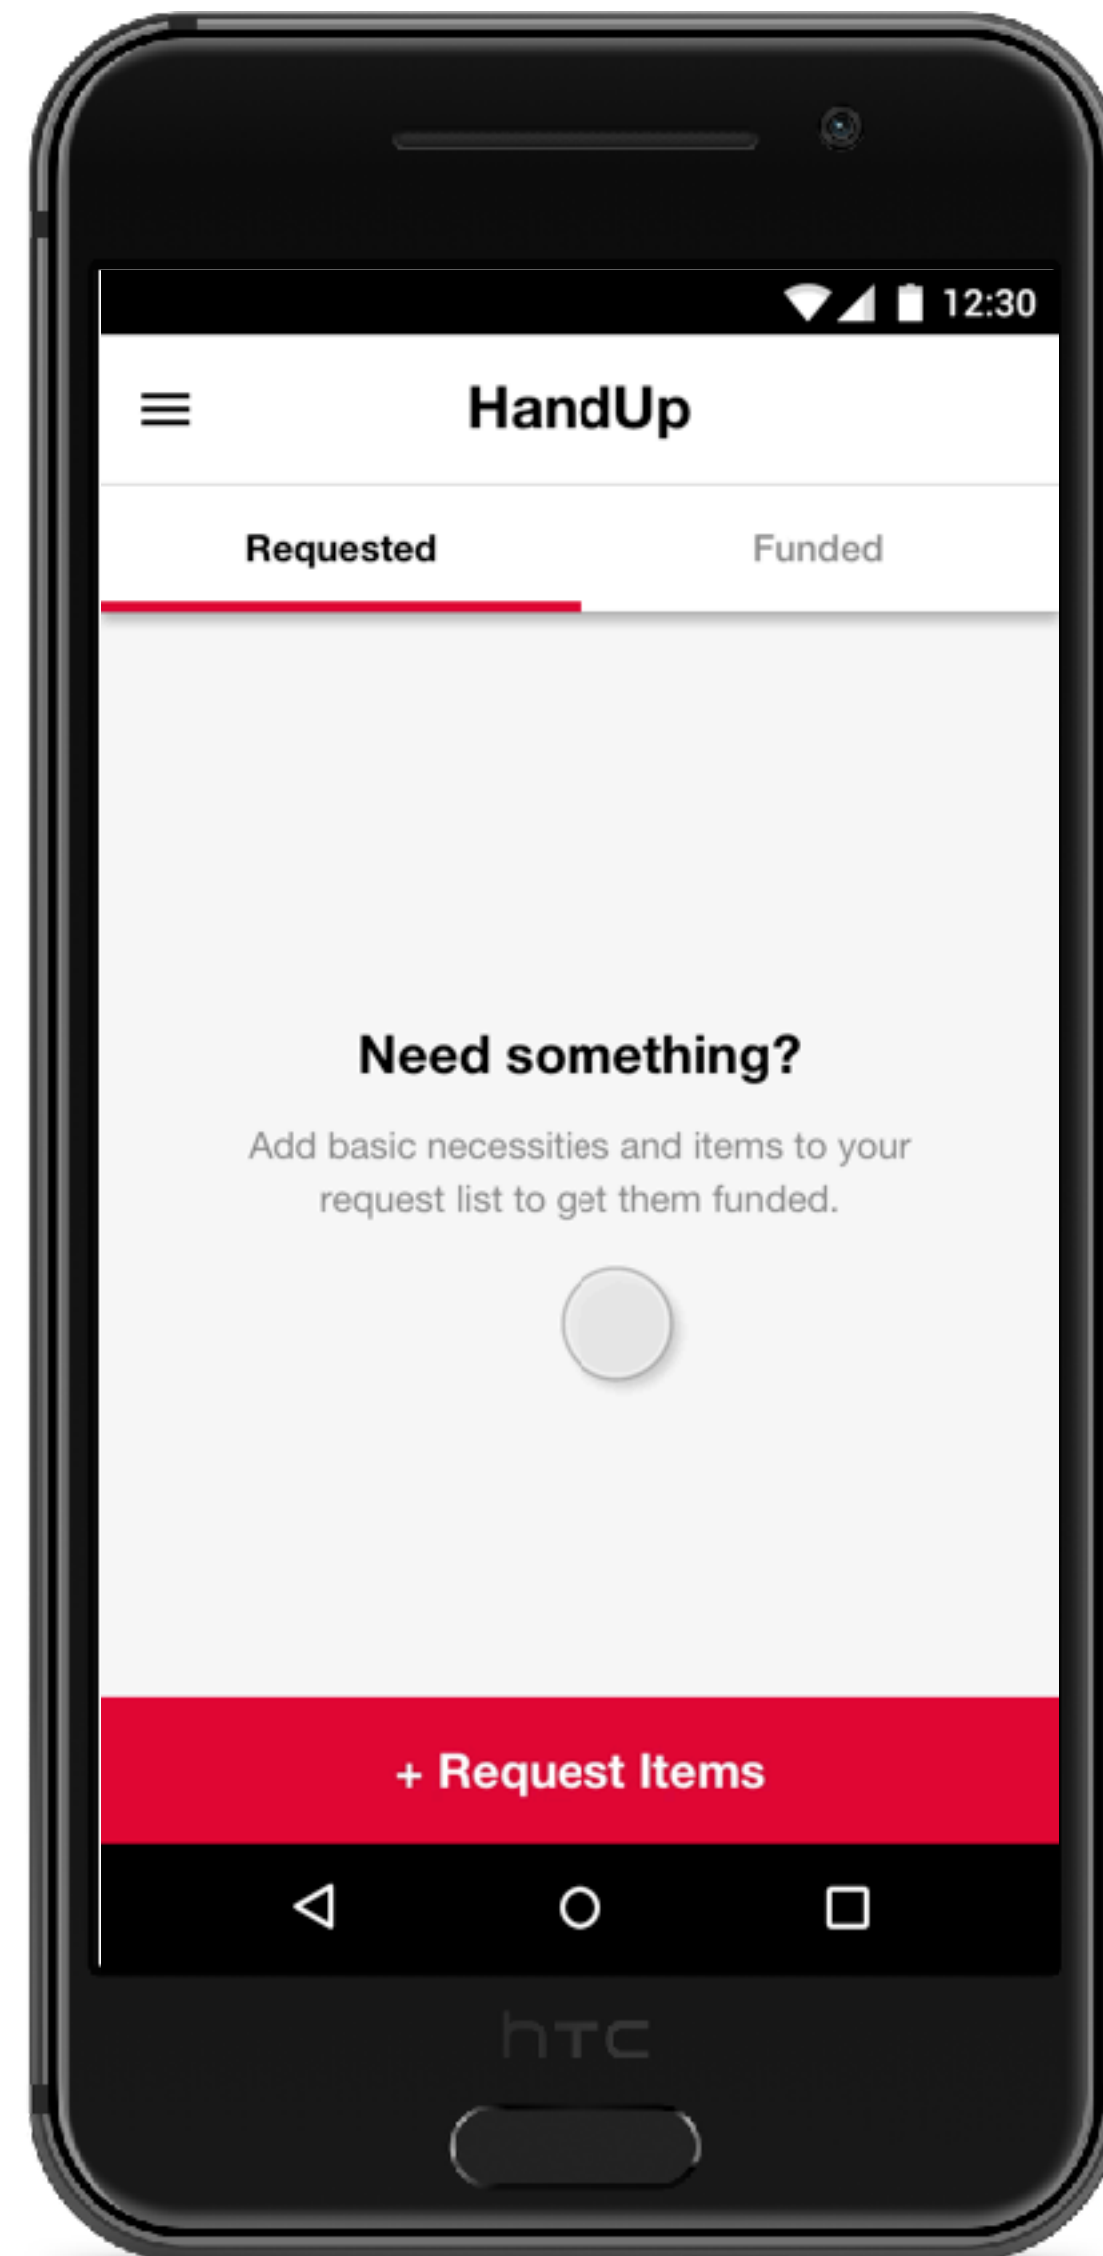 12:30
HandUp
Requested Funded
Need something?
Add basic necessities and items to your
request list to get them funded.
+ Request Items
hTC